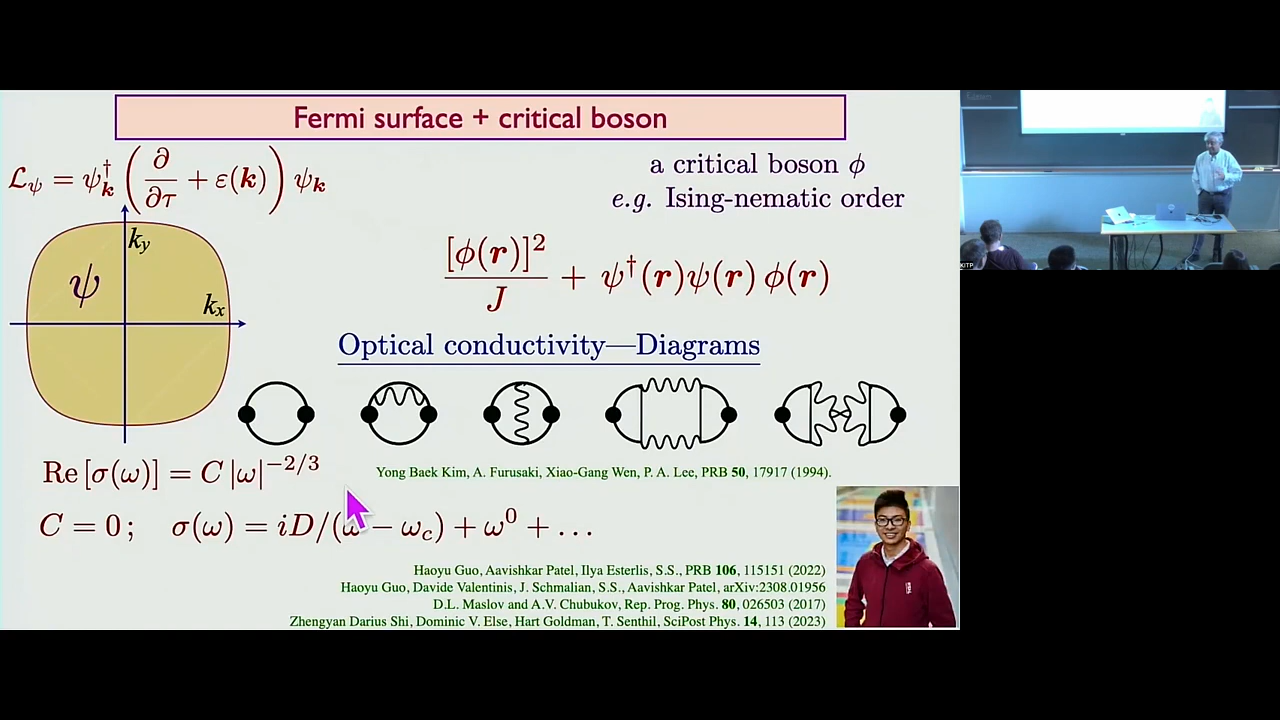 Fermi surface + critical boson
ℒ_ψ = ψ†_𝒌 (∂/∂τ + ε(𝒌)) ψ_𝒌
a critical boson ϕ
e.g. Ising-nematic order
k_y
ψ
k_x
[ϕ(𝒓)]²/J + ψ†(𝒓)ψ(𝒓) ϕ(𝒓)
Optical conductivity—Diagrams
Re [σ(ω)] = C |ω|^{-2/3}
Yong Baek Kim, A. Furusaki, Xiao-Gang Wen, P. A. Lee, PRB 50, 17917 (1994).
C = 0 ; σ(ω) = iD/(ω − ω_c) + ω⁰ + . . .
Haoyu Guo, Aavishkar Patel, Ilya Esterlis, S.S., PRB 106, 115151 (2022)
Haoyu Guo, Davide Valentinis, J. Schmalian, S.S., Aavishkar Patel, arXiv:2308.01956
D.L. Maslov and A.V. Chubukov, Rep. Prog. Phys. 80, 026503 (2017)
Zhengyan Darius Shi, Dominic V. Else, Hart Goldman, T. Senthil, SciPost Phys. 14, 113 (2023)
KITP